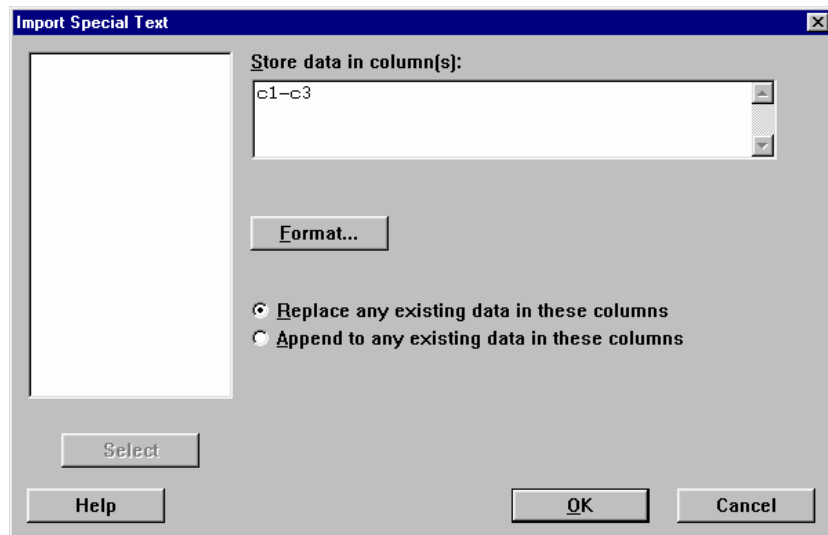 Import Special Text
Store data in column(s):
c1-c3
Format...
Replace any existing data in these columns
Append to any existing data in these columns
Select
Help
OK
Cancel